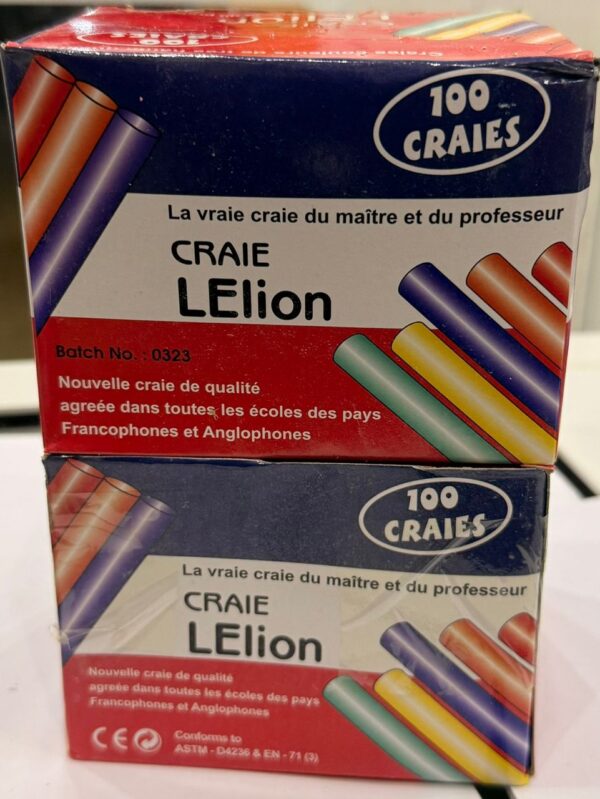 100
CRAIES
100
CRAIES
La vraie craie du maître et du professeur
CRAIE
LElion
Batch No. : 0323
Nouvelle craie de qualité
agreée dans toutes les écoles des pays
Francophones et Anglophones
100
CRAIES
La vraie craie du maître et du professeur
CRAIE
LElion
Nouvelle craie de qualité
agreée dans toutes les écoles des pays
Francophones et Anglophones
CE
Conforms to
ASTM - D4236 & EN - 71 (3)